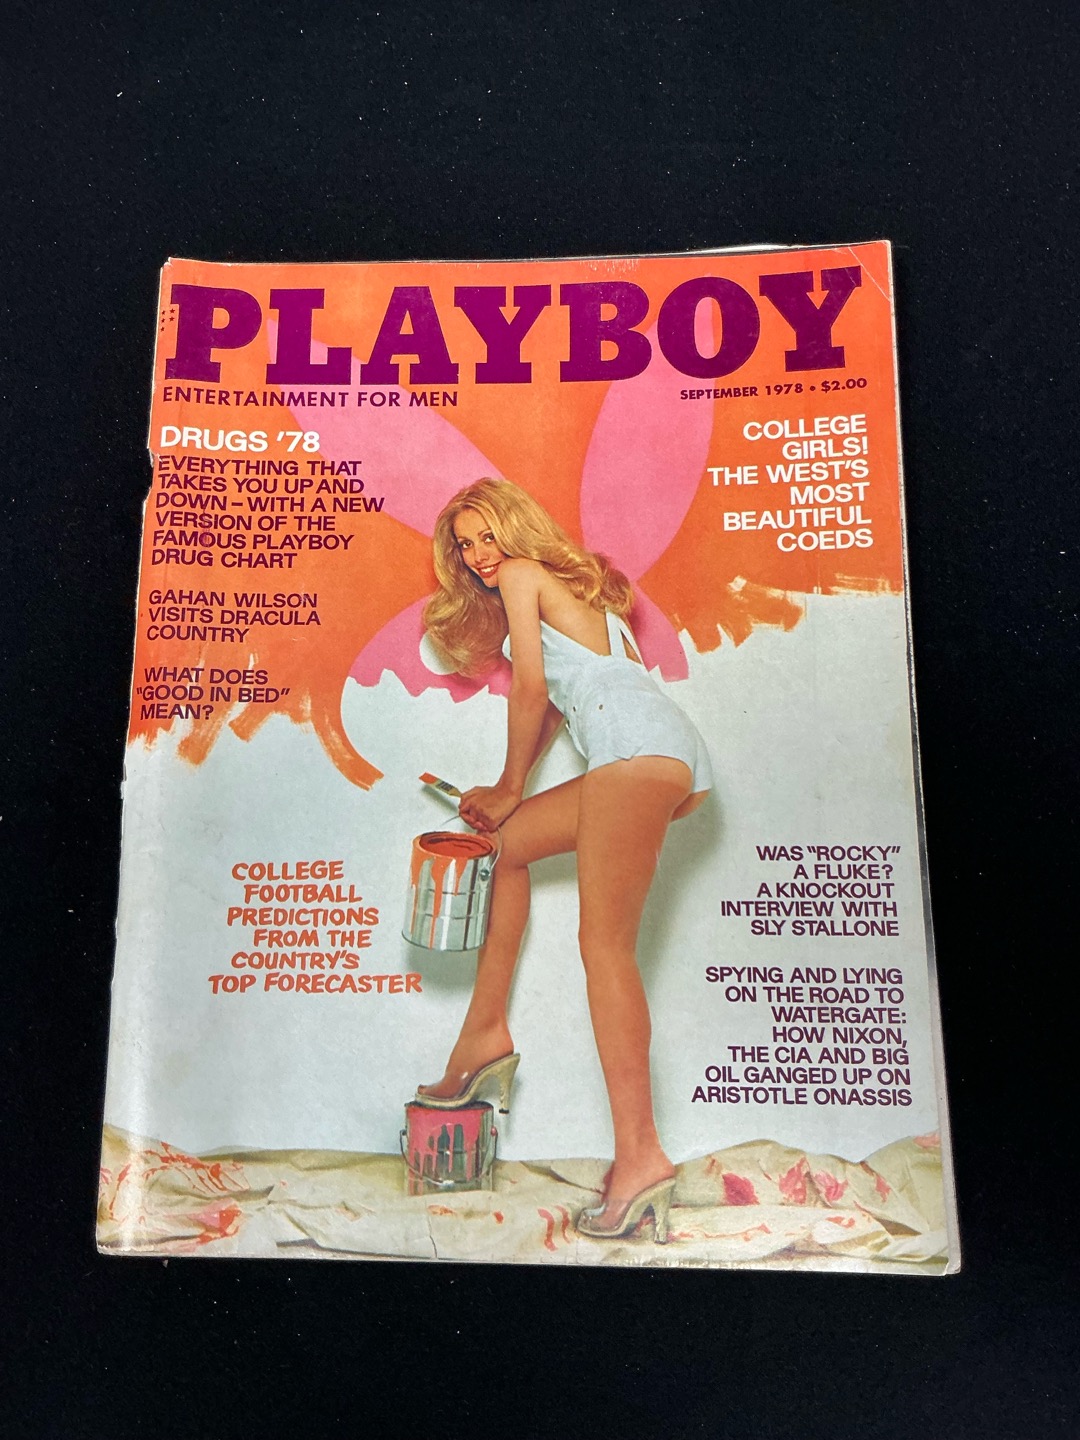 PLAYBOY
ENTERTAINMENT FOR MEN
SEPTEMBER 1978 • $2.00
DRUGS '78
EVERYTHING THAT
TAKES YOU UP AND
DOWN – WITH A NEW
VERSION OF THE
FAMOUS PLAYBOY
DRUG CHART
GAHAN WILSON
VISITS DRACULA
COUNTRY
WHAT DOES
"GOOD IN BED"
MEAN?
COLLEGE
GIRLS!
THE WEST'S
MOST
BEAUTIFUL
COEDS
COLLEGE
FOOTBALL
PREDICTIONS
FROM THE
COUNTRY'S
TOP FORECASTER
WAS "ROCKY"
A FLUKE?
A KNOCKOUT
INTERVIEW WITH
SLY STALLONE
SPYING AND LYING
ON THE ROAD TO
WATERGATE:
HOW NIXON,
THE CIA AND BIG
OIL GANGED UP ON
ARISTOTLE ONASSIS